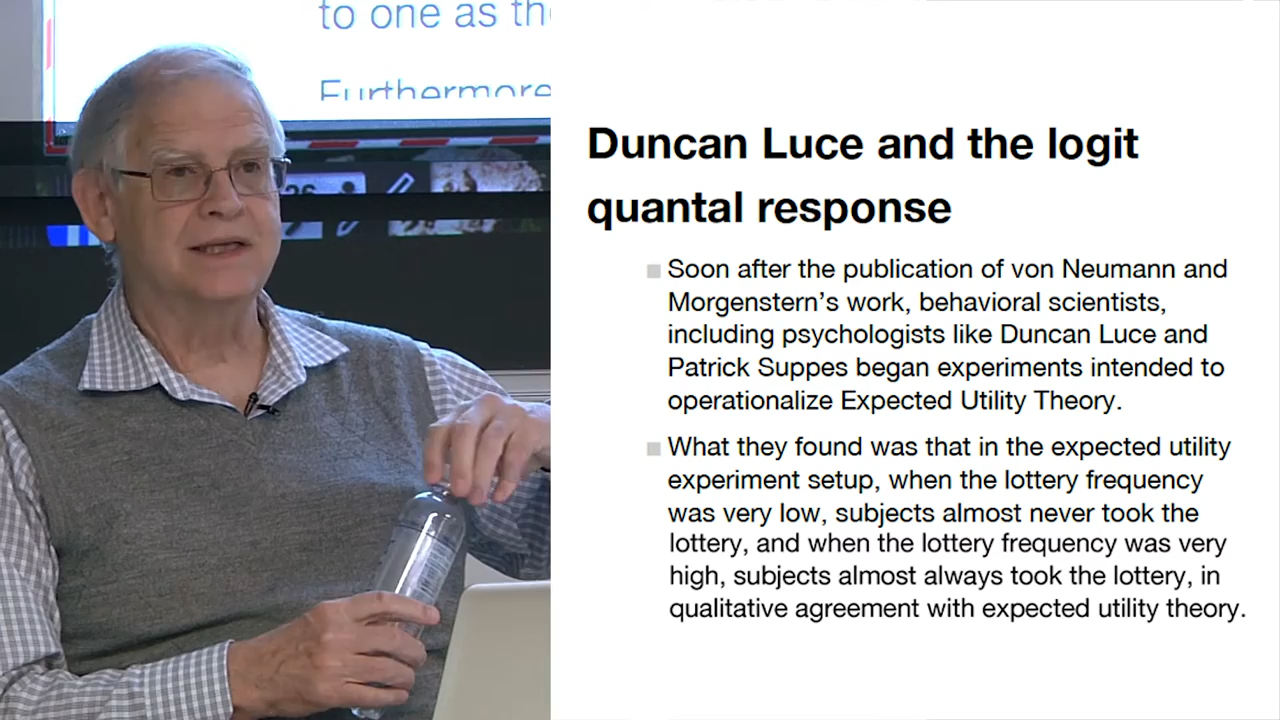 to one as th
Furthermore
Duncan Luce and the logit
quantal response
Soon after the publication of von Neumann and
Morgenstern's work, behavioral scientists,
including psychologists like Duncan Luce and
Patrick Suppes began experiments intended to
operationalize Expected Utility Theory.
What they found was that in the expected utility
experiment setup, when the lottery frequency
was very low, subjects almost never took the
lottery, and when the lottery frequency was very
high, subjects almost always took the lottery, in
qualitative agreement with expected utility theory.